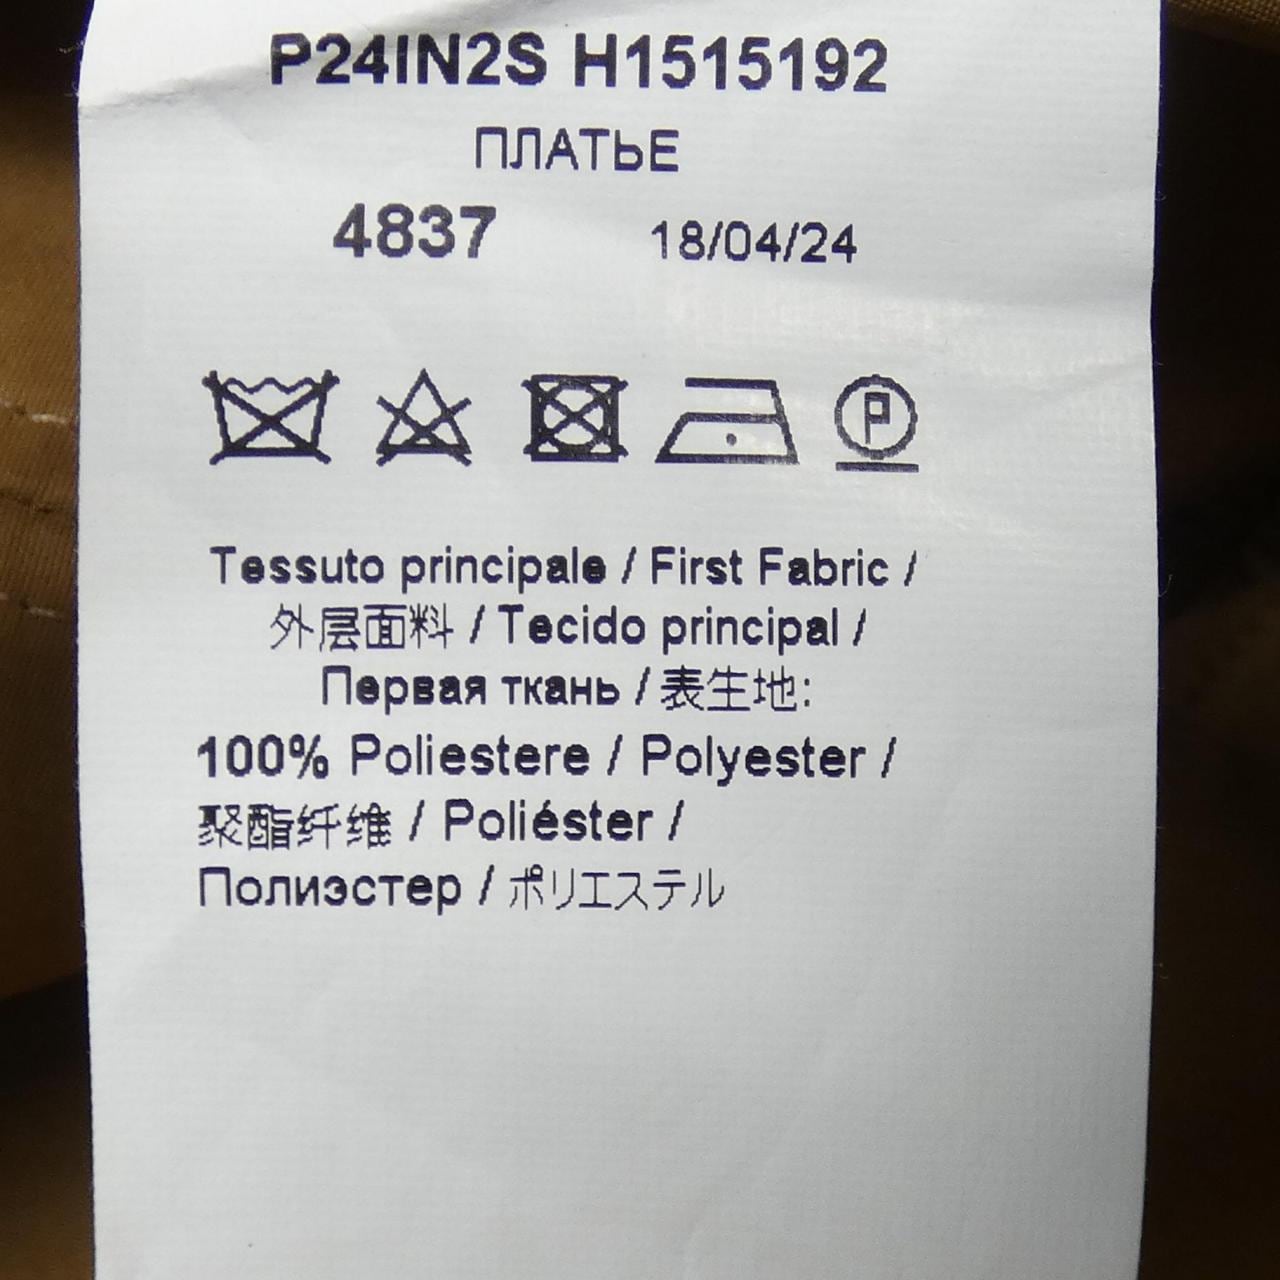 P24IN2S H1515192
ПЛАТЬЕ
4837 18/04/24
Tessuto principale / First Fabric /
外层面料 / Tecido principal /
Первая ткань / 表生地:
100% Poliestere / Polyester /
聚酯纤维 / Poliéster /
Полиэстер / ポリエステル